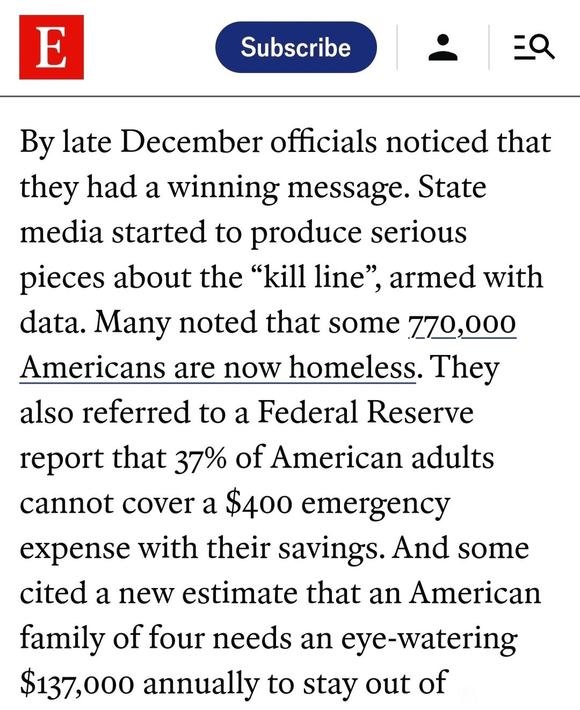 E
Subscribe
By late December officials noticed that
they had a winning message. State
media started to produce serious
pieces about the “kill line”, armed with
data. Many noted that some 770,000
Americans are now homeless. They
also referred to a Federal Reserve
report that 37% of American adults
cannot cover a $400 emergency
expense with their savings. And some
cited a new estimate that an American
family of four needs an eye-watering
$137,000 annually to stay out of